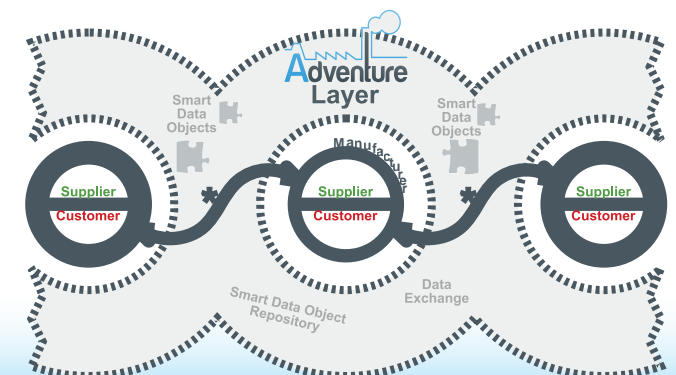 Adventure
Layer
Smart
Data
Objects
Smart
Data
Objects
Manufacturer
Supplier
Customer
Supplier
Customer
Supplier
Customer
Smart Data Object
Repository
Data
Exchange